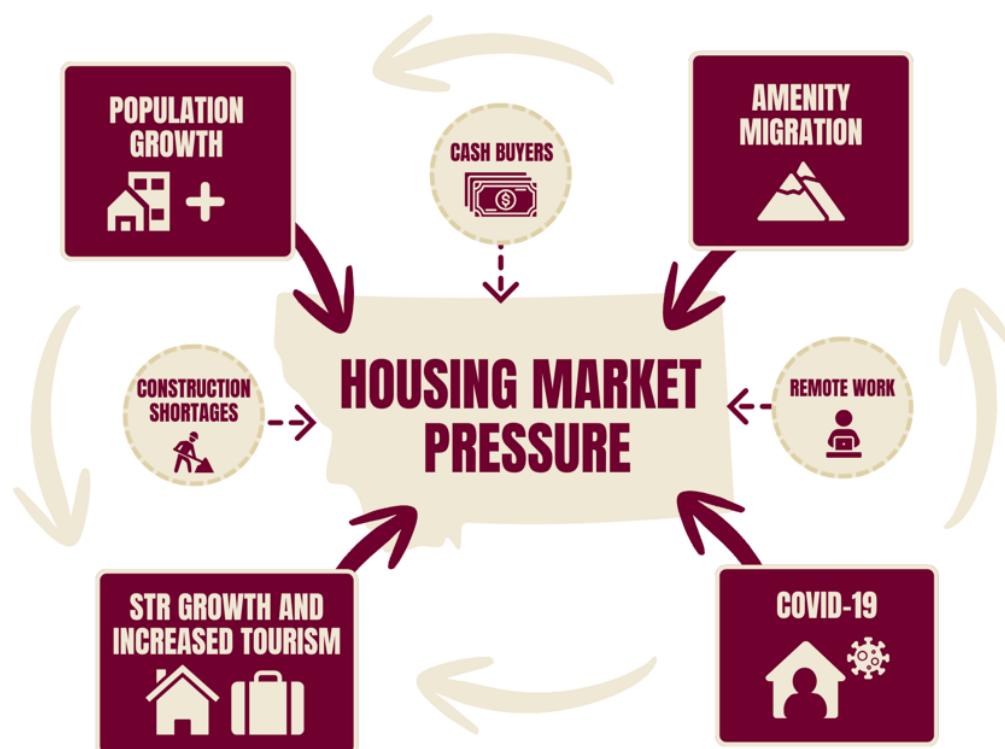 POPULATION
GROWTH
AMENITY
MIGRATION
CASH BUYERS
$
HOUSING MARKET
PRESSURE
CONSTRUCTION
SHORTAGES
REMOTE WORK
STR GROWTH AND
INCREASED TOURISM
COVID-19